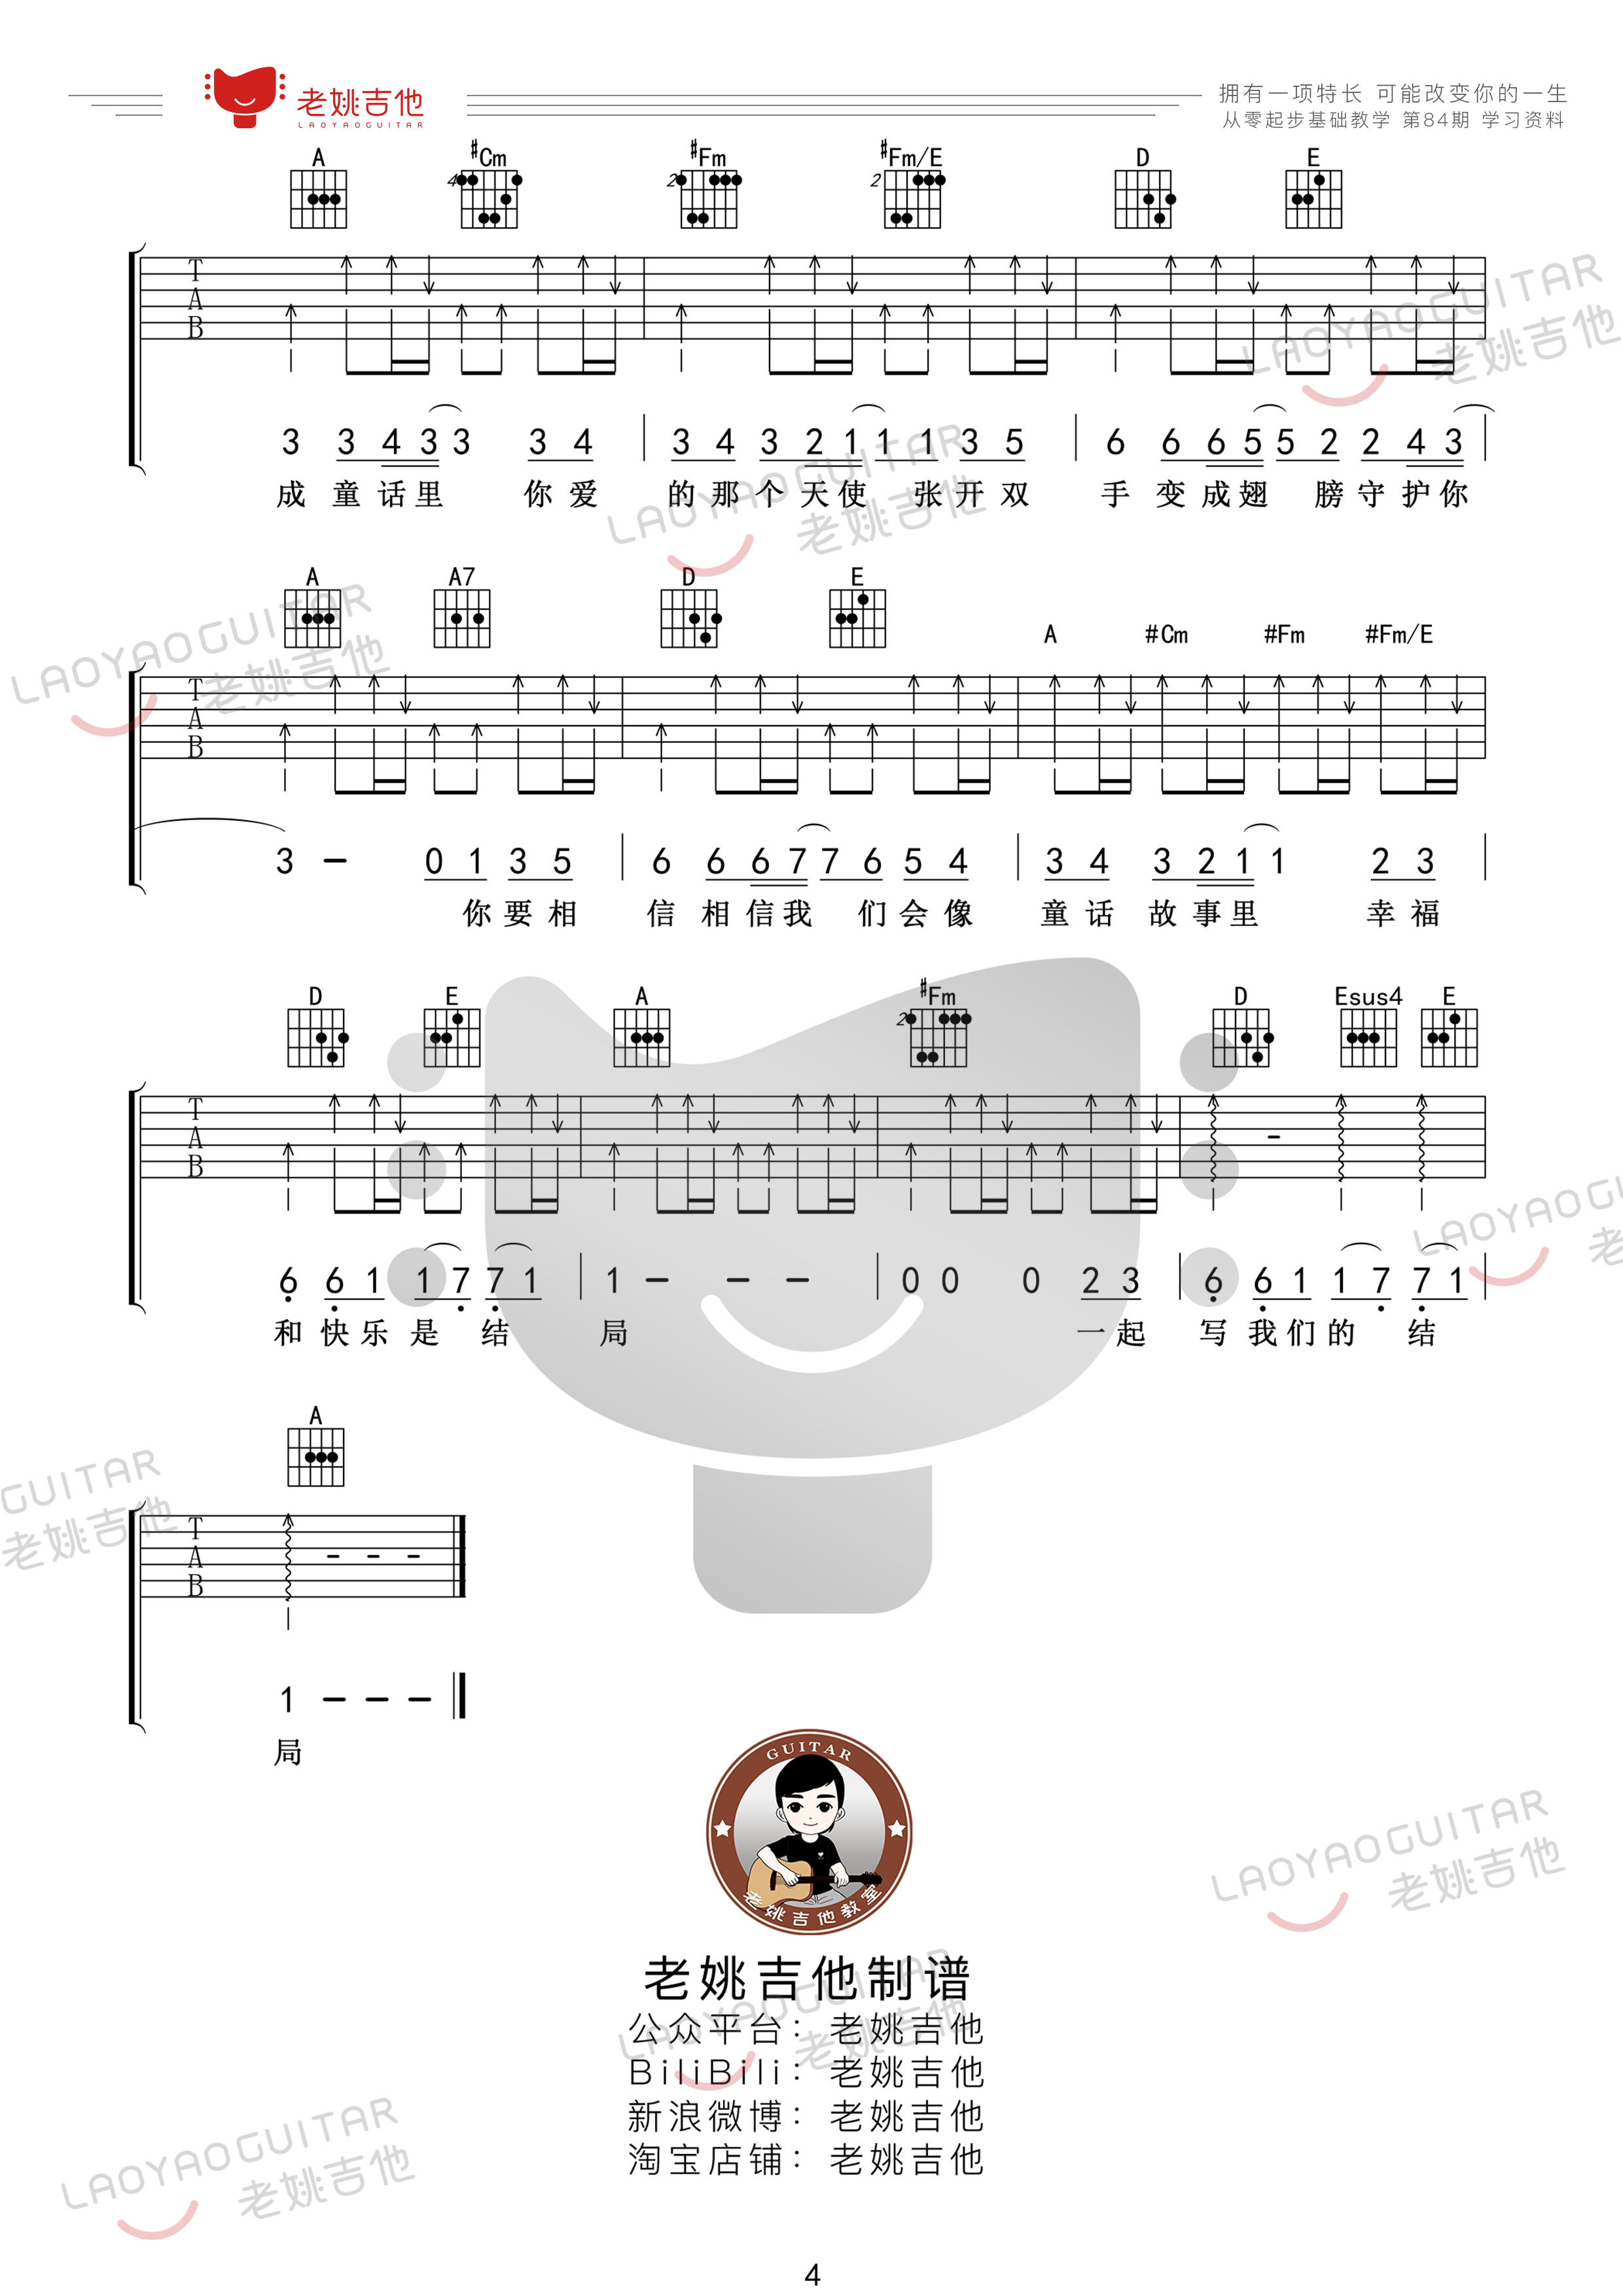 老姚吉他
LAOYAOGUITAR
拥有一项特长 可能改变你的一生
从零起步基础教学 第84期 学习资料
A #Cm #Fm #Fm/E D E
4 2 2
T
A
B
3 3 4 3 3 3 4 3 4 3 2 1 1 1 3 5 6 6 6 5 5 2 2 4 3
成 童 话 里 你 爱 的 那 个 天 使 张 开 双 手 变 成 翅 膀 守 护 你
A A7 D E A #Cm #Fm #Fm/E
T
A
B
3 – 0 1 3 5 6 6 6 7 7 6 5 4 3 4 3 2 1 1 2 3
你 要 相 信 相 信 我 们 会 像 童 话 故 事 里 幸 福
D E A #Fm D Esus4 E
2
T
A
B
6 6 1 1 7 7 1 1 – – – 0 0 0 2 3 6 6 1 1 7 7 1
和 快 乐 是 结 局 一 起 写 我 们 的 结
A
T
A
B
1 – – –
局
GUITAR
老姚吉他教室
老姚吉他制谱
公众平台：老姚吉他
BiliBili：老姚吉他
新浪微博：老姚吉他
淘宝店铺：老姚吉他
LAOYAOGUITAR
老姚吉他
4